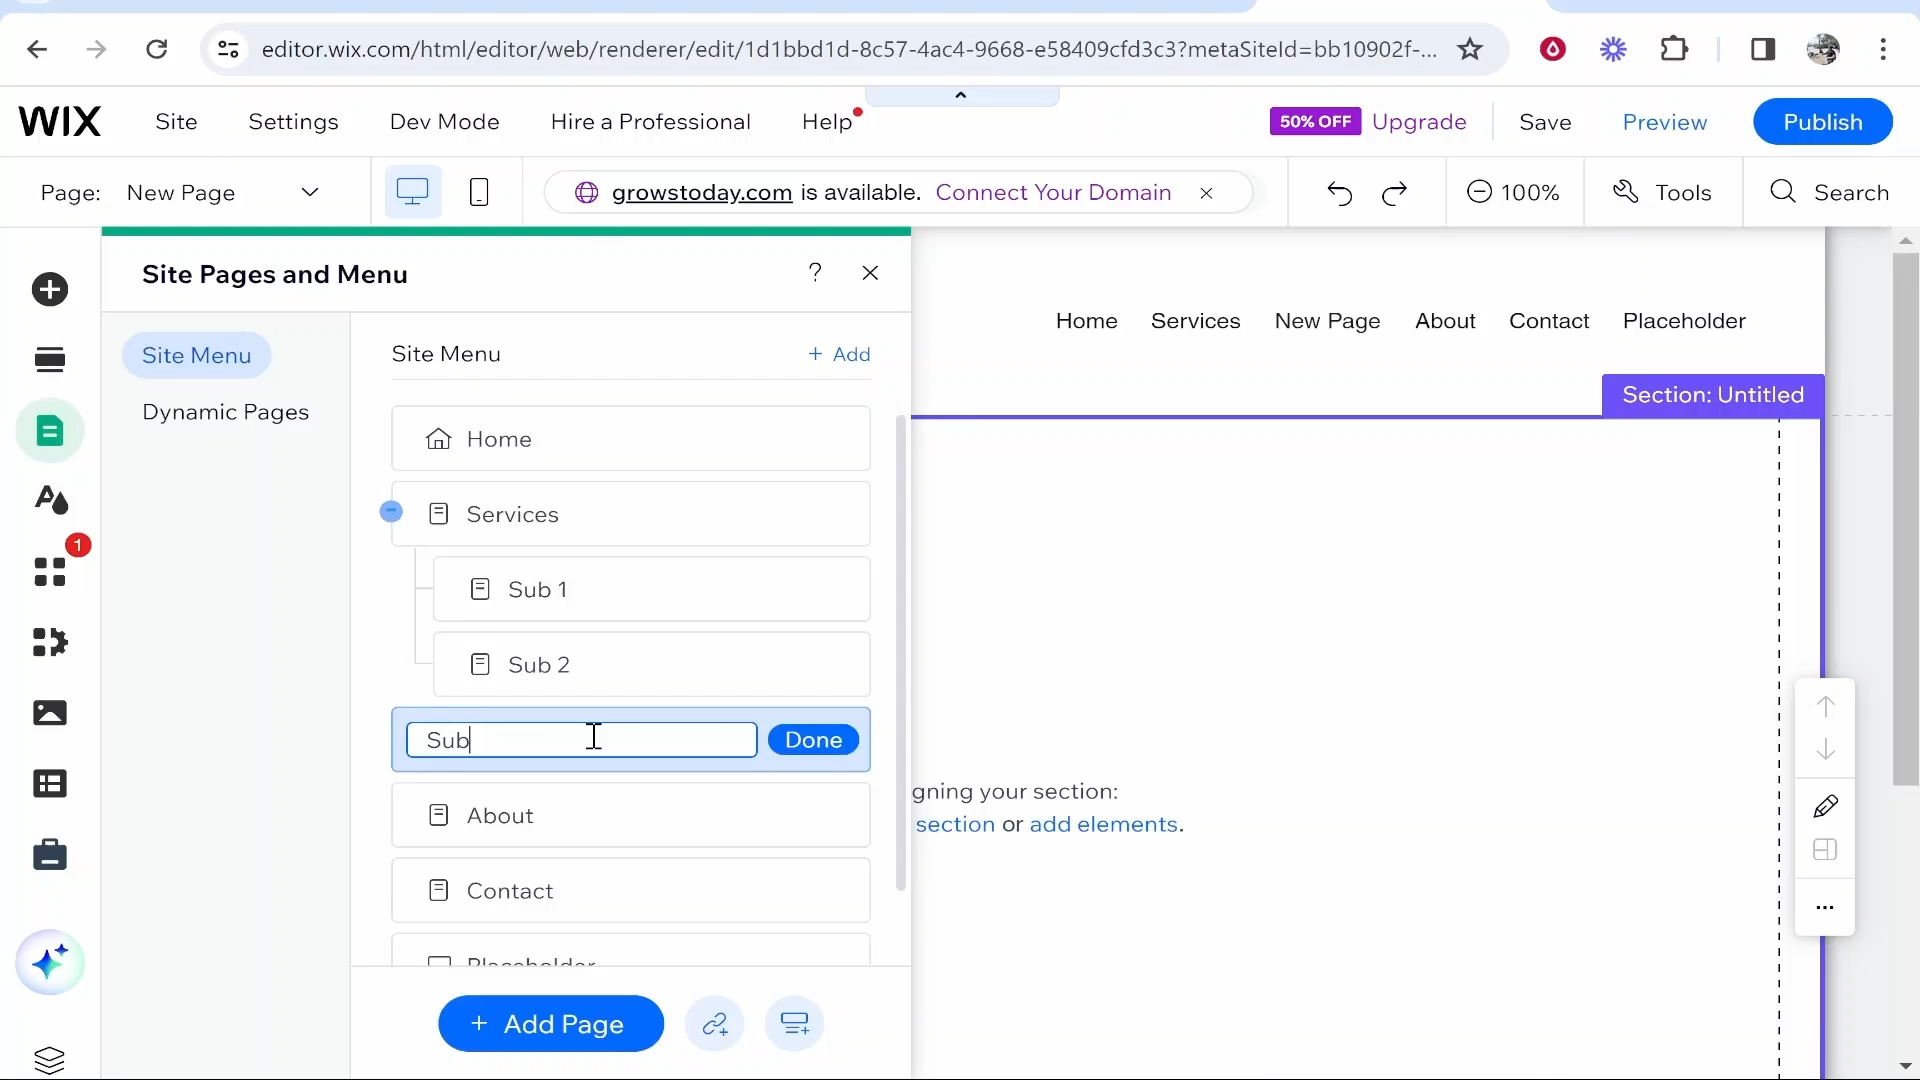 editor.wix.com/html/editor/web/renderer/edit/1d1bbd1d-8c57-4ac4-9668-e58409cfd3c3?metaSiteId=bb10902f-...
WIX
Site
Settings
Dev Mode
Hire a Professional
Help
50% OFF
Upgrade
Save
Preview
Publish
Page:
New Page
growstoday.com is available. Connect Your Domain
100%
Tools
Search
Site Pages and Menu
?
Site Menu
Dynamic Pages
Site Menu
+ Add
Home
Services
Sub 1
Sub 2
Sub
Done
About
Contact
Placeholder
+ Add Page
1
Home
Services
New Page
About
Contact
Placeholder
Section: Untitled
gning your section:
section or add elements.